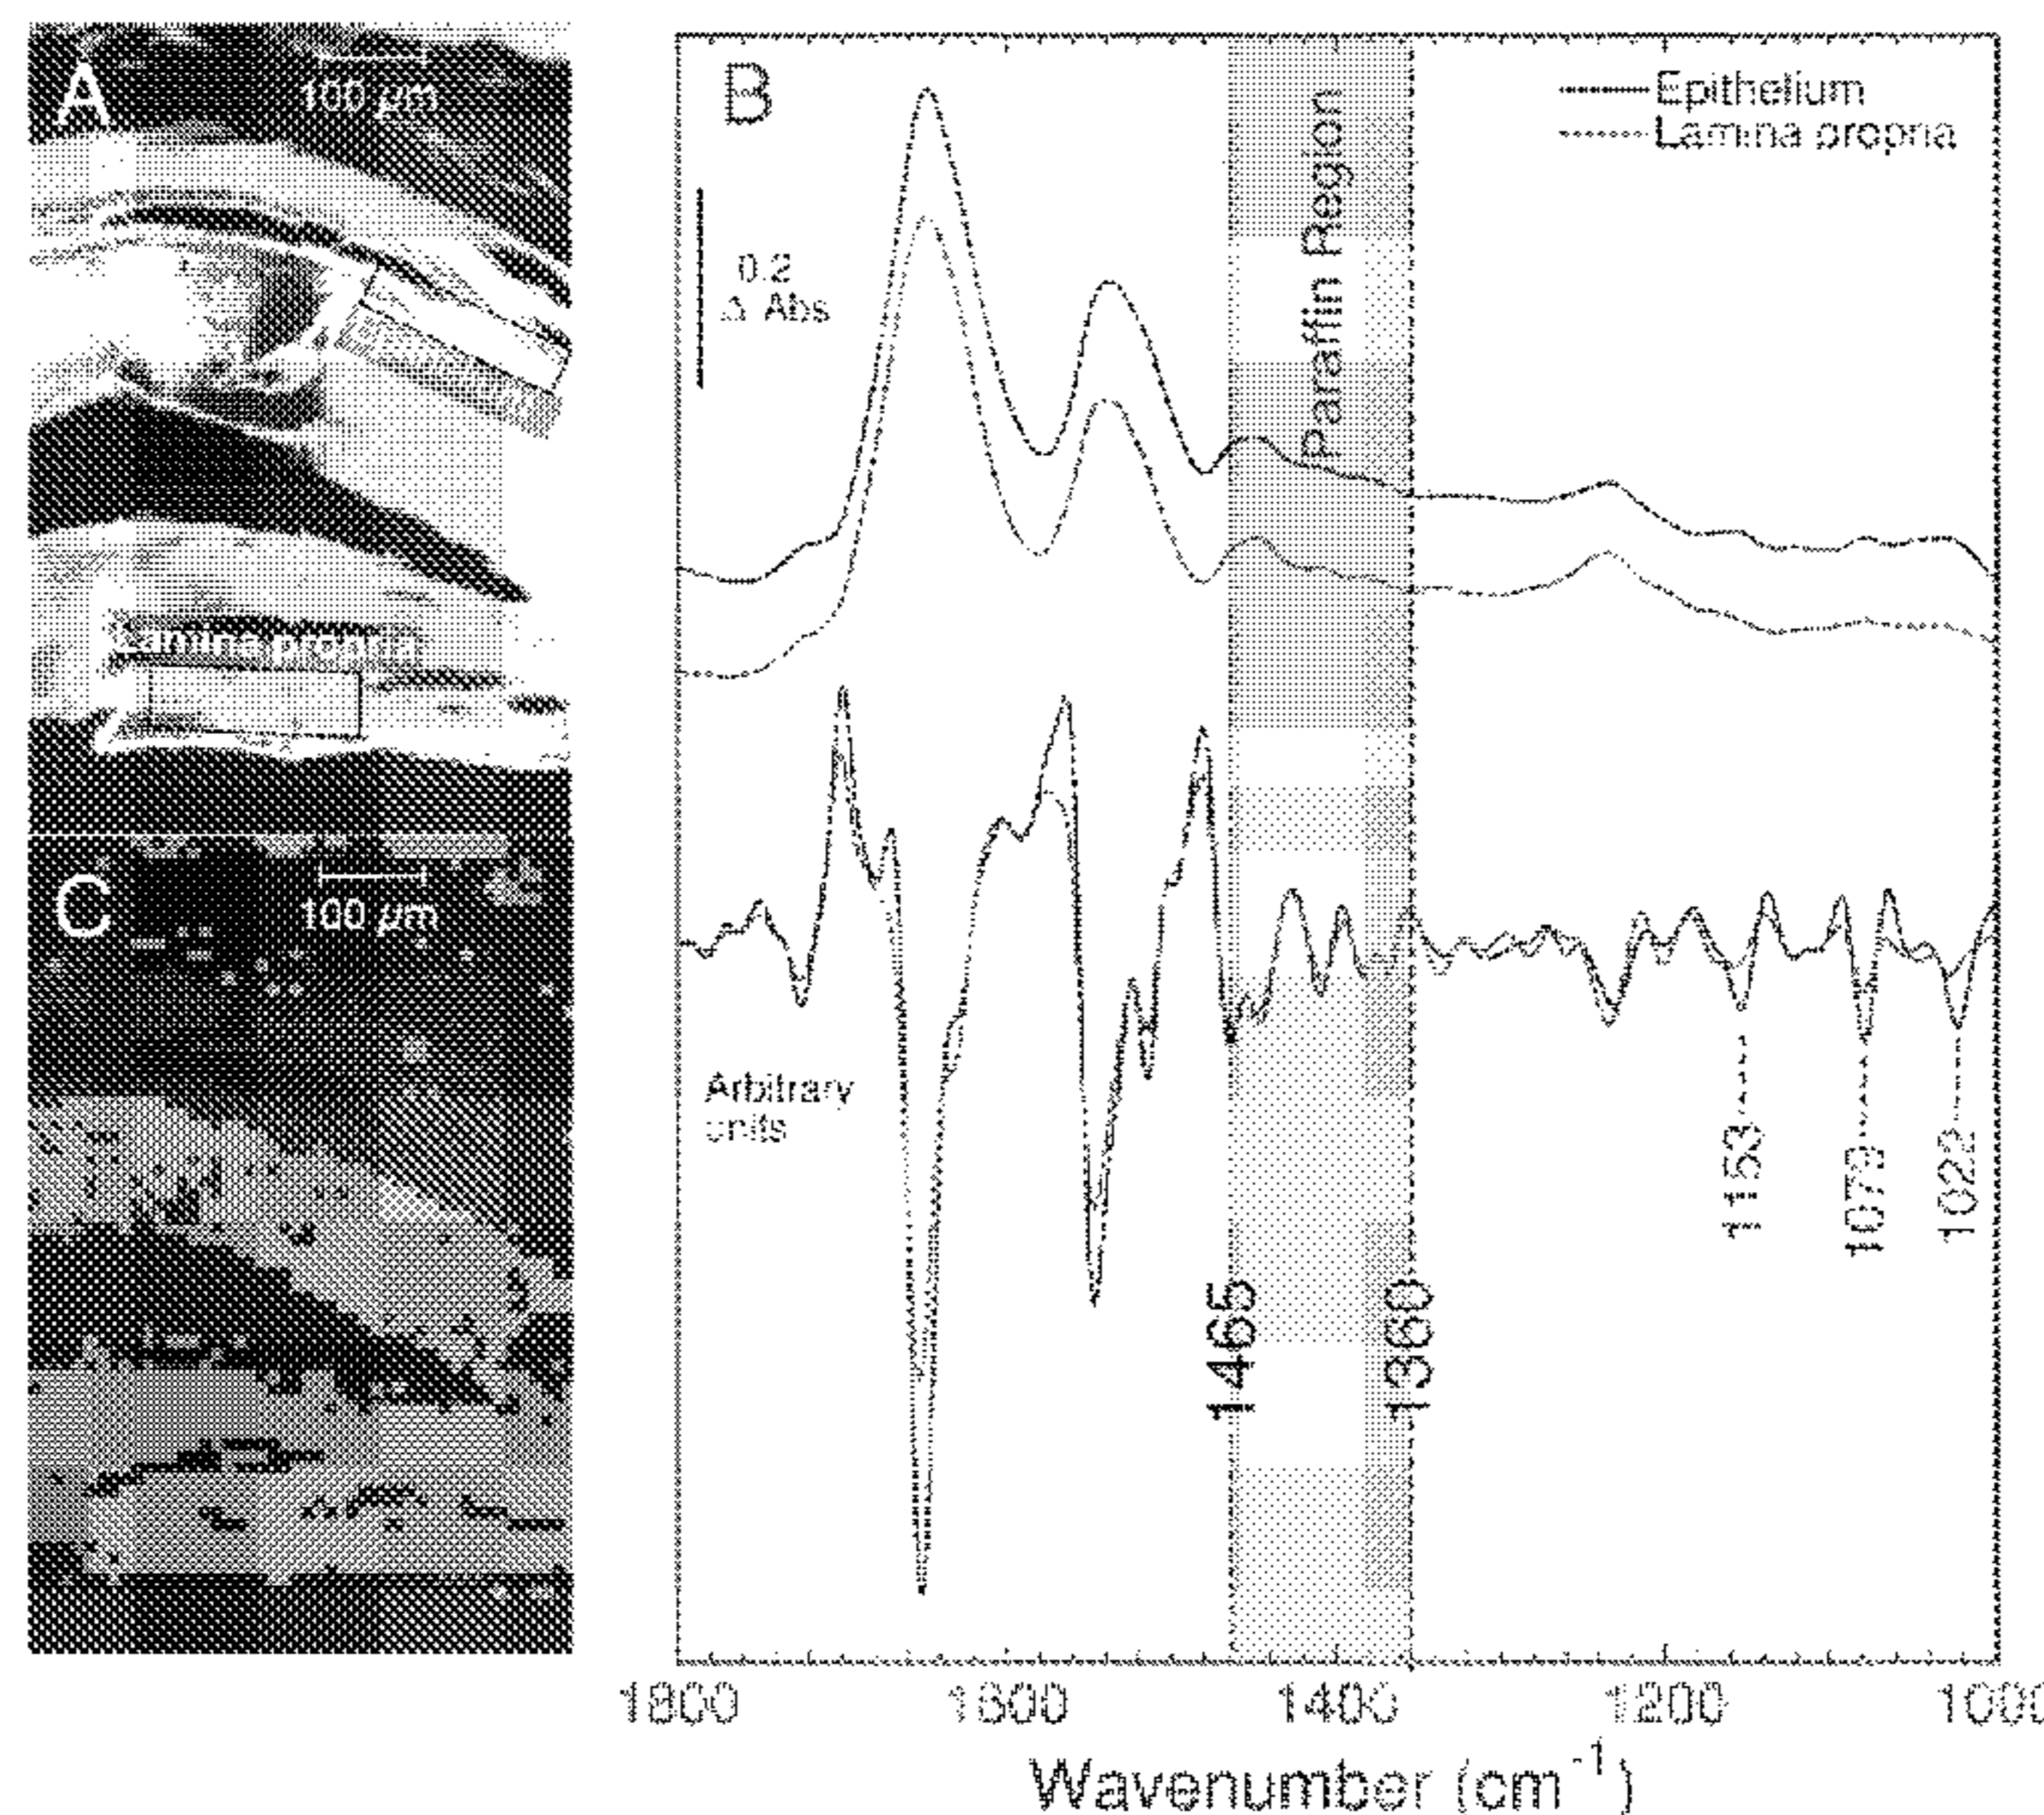 A
100 µm
Lamina propria
C
100 µm
B
Epithelium
Lamina propria
0.2
Δ Abs
Paraffin Region
Arbitrary
units
1465
1360
1153
1079
1022
1800 1600 1400 1200 1000
Wavenumber (cm⁻¹)